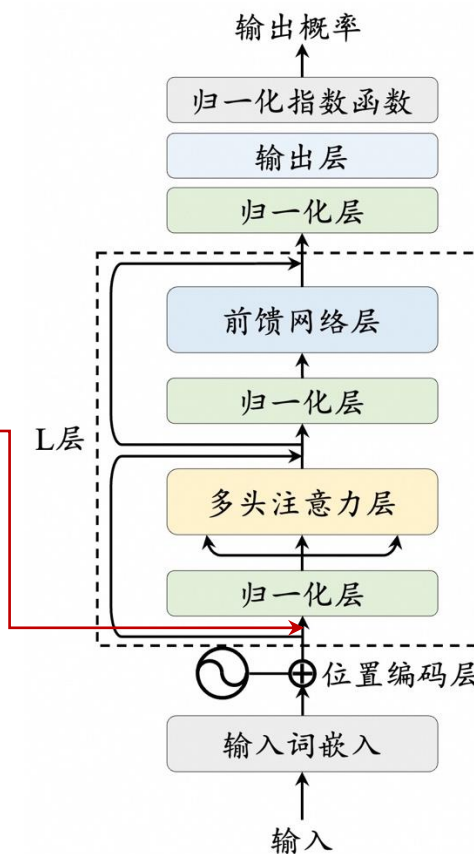 输出概率
归一化指数函数
输出层
归一化层
前馈网络层
归一化层
L层
多头注意力层
归一化层
位置编码层
输入词嵌入
输入